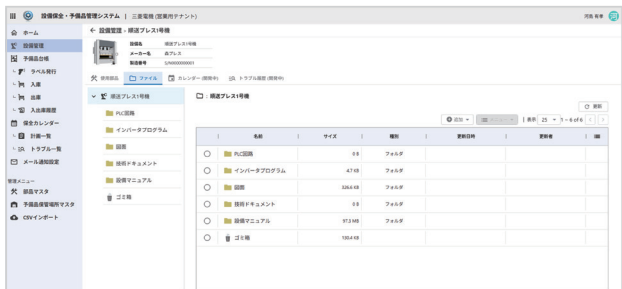 設備保全・予備品管理システム | 三菱電機 (営業用テナント)
ホーム
設備管理
予備品台帳
ラベル発行
入庫
出庫
入出庫履歴
保全カレンダー
計画一覧
トラブル一覧
メール通知設定
管理メニュー
部品マスタ
予備品保管場所マスタ
CSVインポート
← 設備管理 - 順送プレス1号機
設備名 順送プレス1号機
メーカー名 鼻プレス
製造番号 S/N000000001
使用部品 ファイル カレンダー (開発中) トラブル履歴 (開発中)
順送プレス1号機
PLC回路
インバータプログラム
図面
技術ドキュメント
設備マニュアル
ゴミ箱
: 順送プレス1号機
更新
追加 | 表示 25 1 – 6 of 6
名前 サイズ 種別 更新日時 更新者
PLC回路 0 B フォルダ
インバータプログラム 4.7 KB フォルダ
図面 326.6 KB フォルダ
技術ドキュメント 0 B フォルダ
設備マニュアル 97.3 MB フォルダ
ゴミ箱 130.4 KB